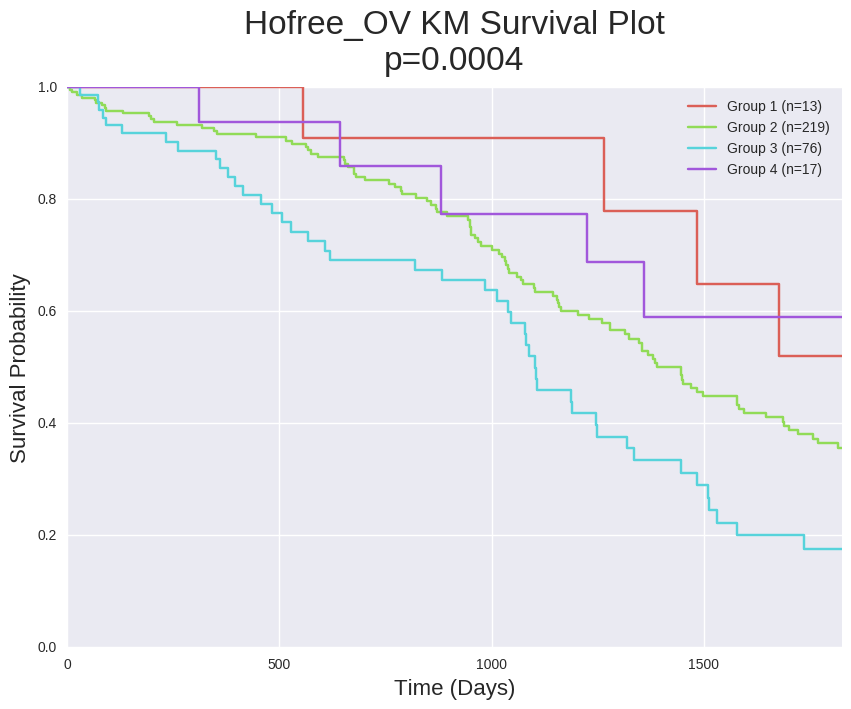 Hofree_OV KM Survival Plot
p=0.0004
Group 1 (n=13)
Group 2 (n=219)
Group 3 (n=76)
Group 4 (n=17)
Survival Probability
1.0
0.8
0.6
0.4
0.2
0.0
0
500
1000
1500
Time (Days)